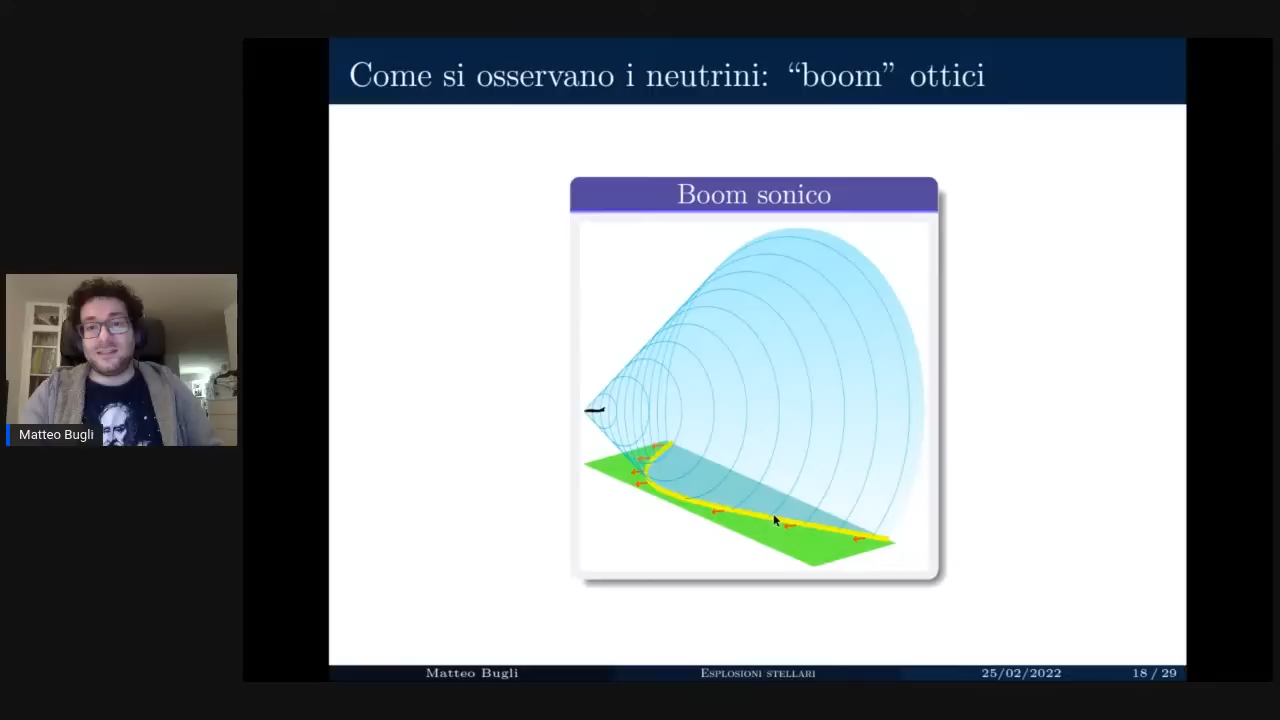 Come si osservano i neutrini: “boom” ottici
Boom sonico
Matteo Bugli
Matteo Bugli Esplosioni stellari 25/02/2022 18 / 29